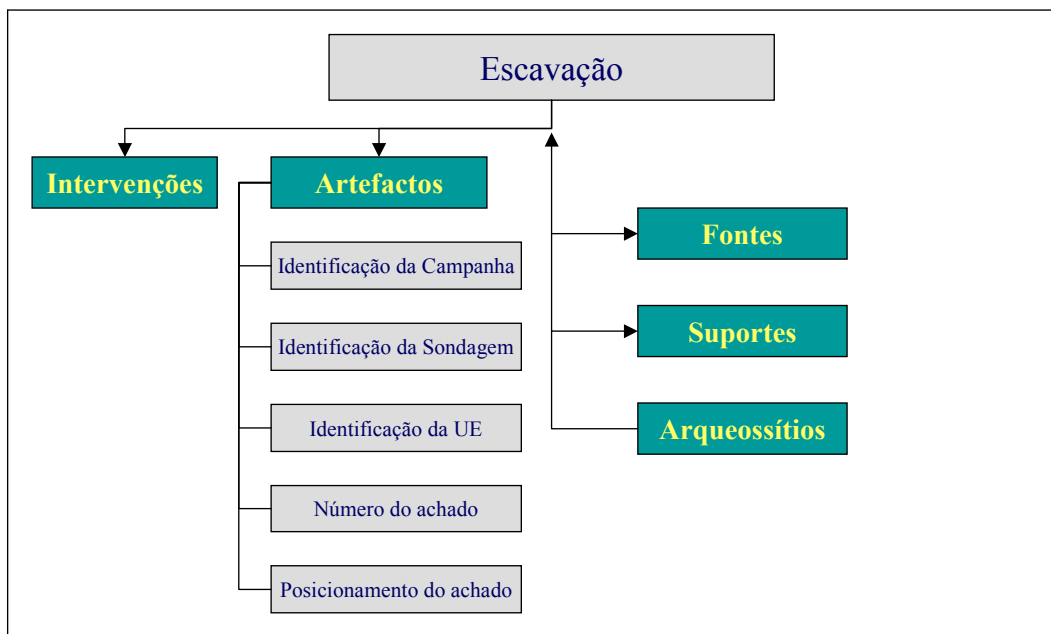 Escavação
Intervenções
Artefactos
Identificação da Campanha
Identificação da Sondagem
Identificação da UE
Número do achado
Posicionamento do achado
Fontes
Suportes
Arqueossítios